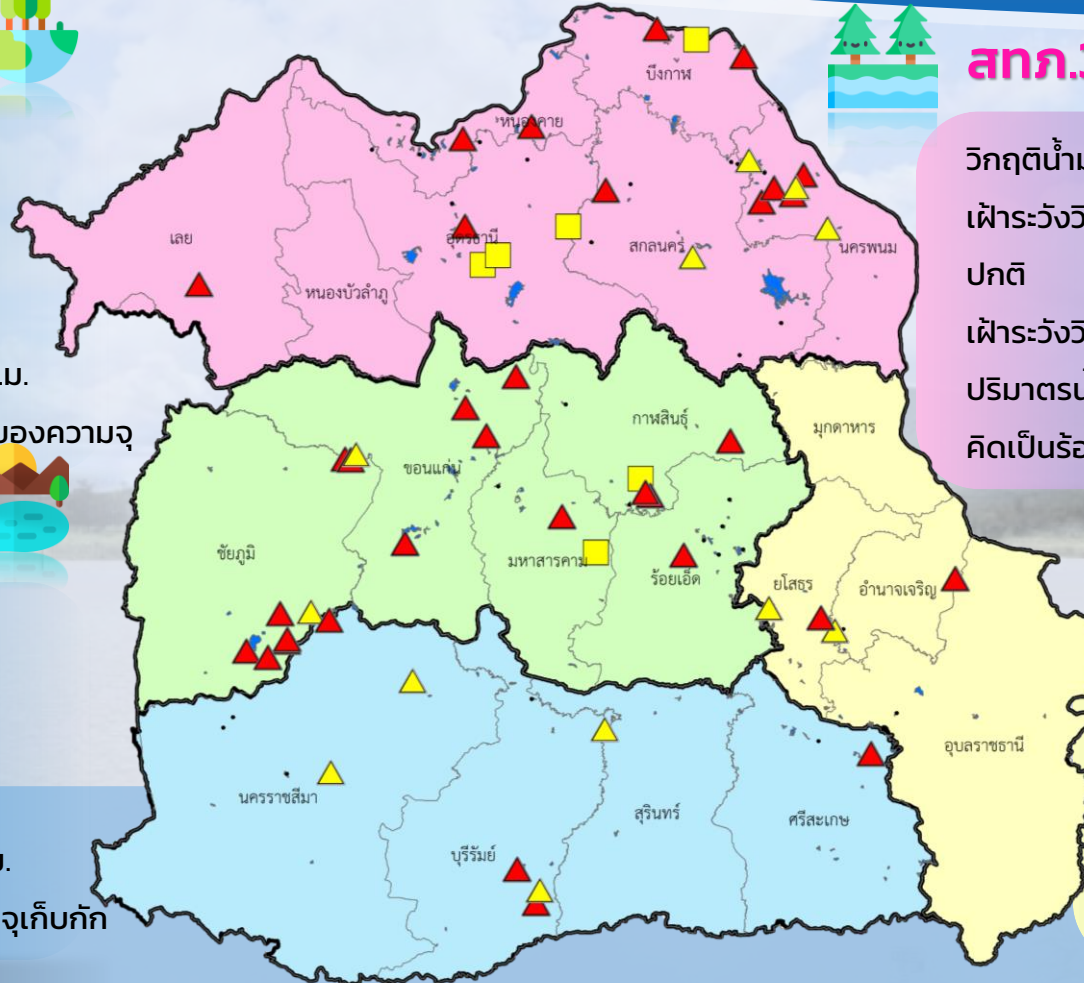 สทภ.3
วิกฤติน้ำม
เฝ้าระวังวิ
ปกติ
เฝ้าระวังวิ
ปริมาตรน้
คิดเป็นร้อ
บึงกาฬ
หนองคาย
เลย
อุดรธานี
สกลนคร
นครพนม
หนองบัวลำภู
.ม.
ของความจุ
กาฬสินธุ์
มุกดาหาร
ขอนแก่น
ชัยภูมิ
มหาสารคาม
ร้อยเอ็ด
ยโสธร
อำนาจเจริญ
อุบลราชธานี
นครราชสีมา
สุรินทร์
ศรีสะเกษ
บุรีรัมย์
ม.
จุเก็บกัก